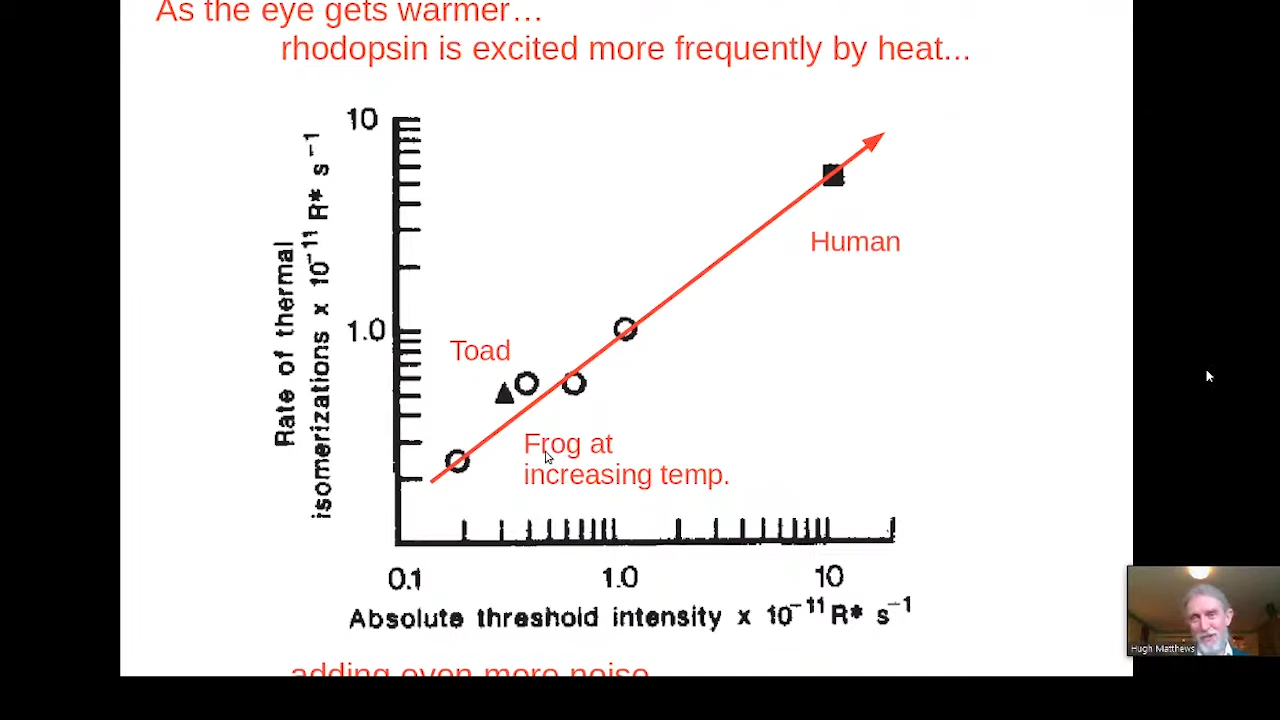 As the eye gets warmer…
rhodopsin is excited more frequently by heat...
10
Rate of thermal
isomerizations x 10⁻¹¹ R* s⁻¹
1.0
Toad
Human
Frog at
increasing temp.
0.1 1.0 10
Absolute threshold intensity x 10⁻¹¹ R* s⁻¹
adding even more noise
Hugh Matthews